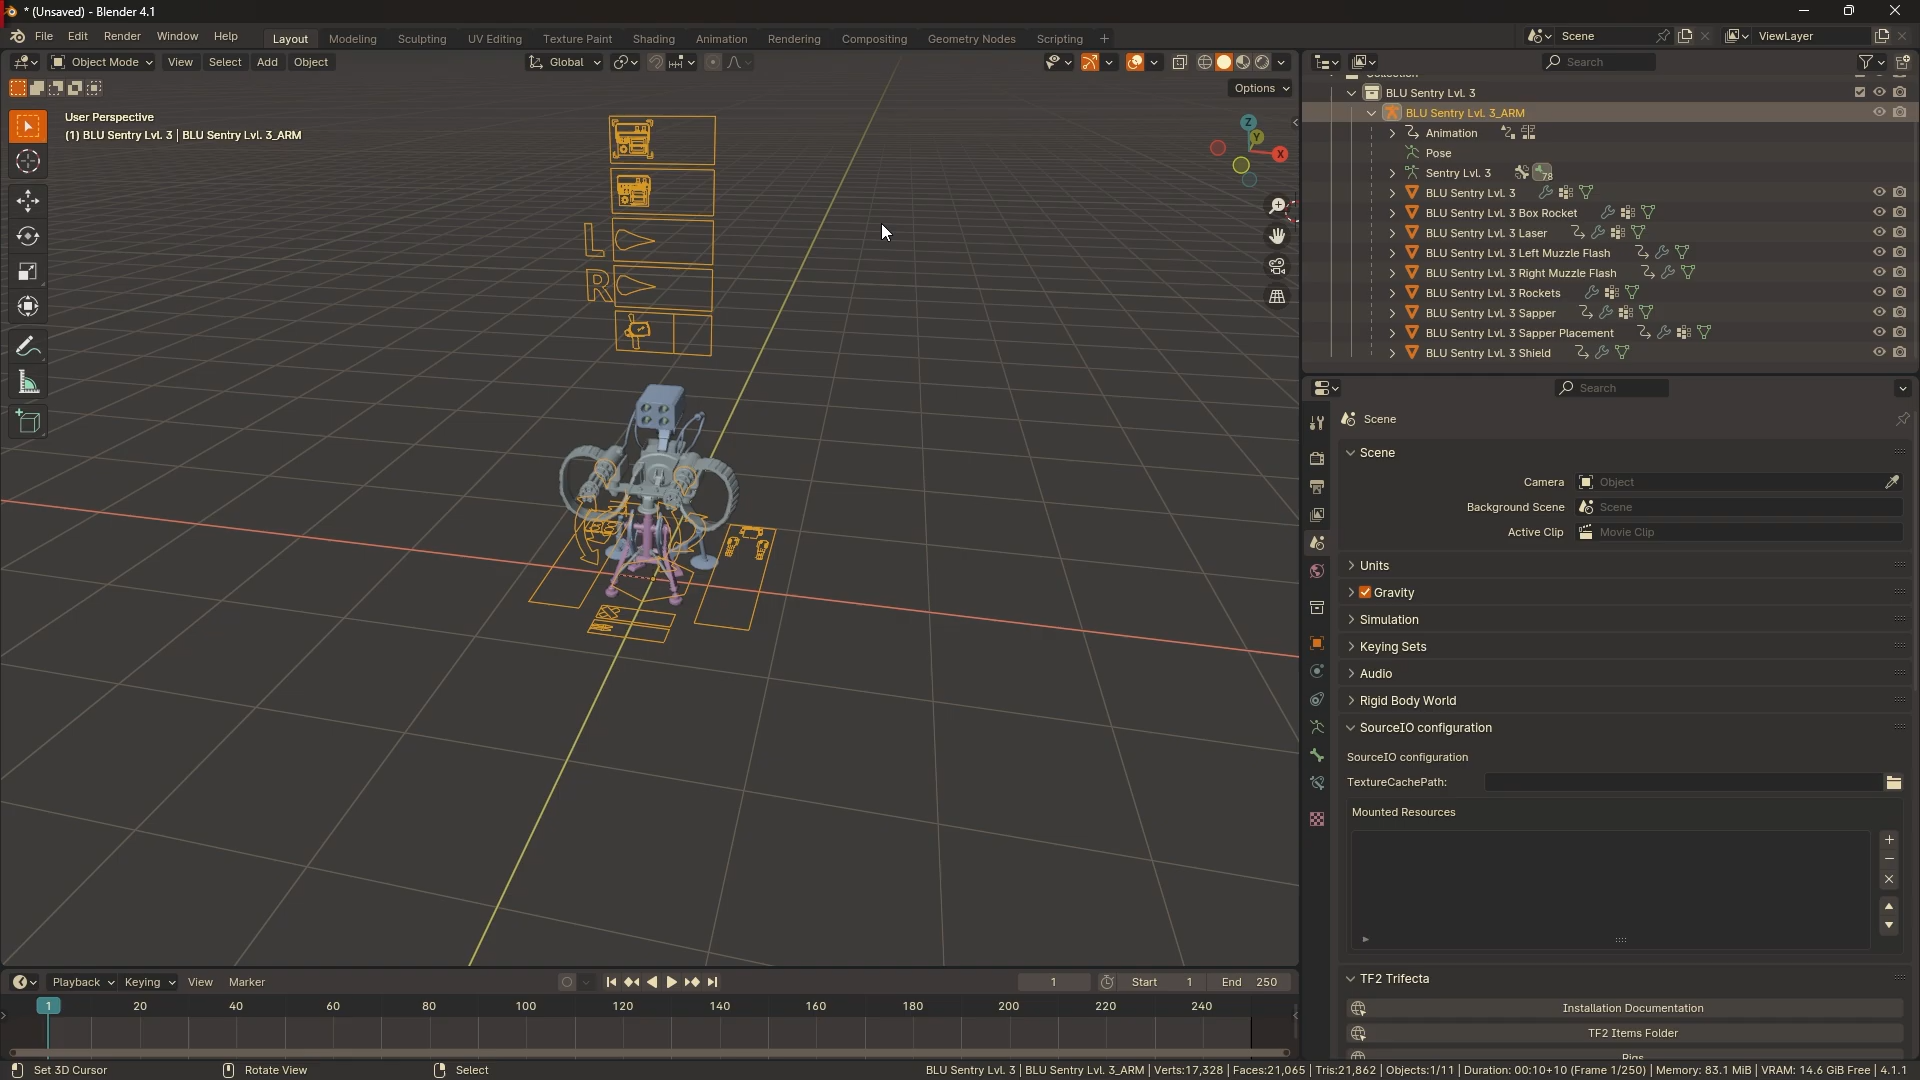 * (Unsaved) - Blender 4.1
File Edit Render Window Help
Layout Modeling Sculpting UV Editing Texture Paint Shading Animation Rendering Compositing Geometry Nodes Scripting +
Scene
ViewLayer
Object Mode View Select Add Object
Global
Search
Options
User Perspective
(1) BLU Sentry Lvl. 3 | BLU Sentry Lvl. 3_ARM
Z
Y
X
L
R
BLU Sentry Lvl. 3
BLU Sentry Lvl. 3_ARM
Animation
Pose
Sentry Lvl. 3
78
BLU Sentry Lvl. 3
BLU Sentry Lvl. 3 Box Rocket
BLU Sentry Lvl. 3 Laser
BLU Sentry Lvl. 3 Left Muzzle Flash
BLU Sentry Lvl. 3 Right Muzzle Flash
BLU Sentry Lvl. 3 Rockets
BLU Sentry Lvl. 3 Sapper
BLU Sentry Lvl. 3 Sapper Placement
BLU Sentry Lvl. 3 Shield
Search
Scene
Scene
Camera Object
Background Scene Scene
Active Clip Movie Clip
Units
Gravity
Simulation
Keying Sets
Audio
Rigid Body World
SourceIO configuration
SourceIO configuration
TextureCachePath:
Mounted Resources
TF2 Trifecta
Installation Documentation
TF2 Items Folder
Rigs
Playback Keying View Marker
1
Start 1
End 250
1 20 40 60 80 100 120 140 160 180 200 220 240
Set 3D Cursor
Rotate View
Select
BLU Sentry Lvl. 3 | BLU Sentry Lvl. 3_ARM | Verts:17,328 | Faces:21,065 | Tris:21,862 | Objects:1/11 | Duration: 00:10+10 (Frame 1/250) | Memory: 83.1 MiB | VRAM: 14.6 GiB Free | 4.1.1